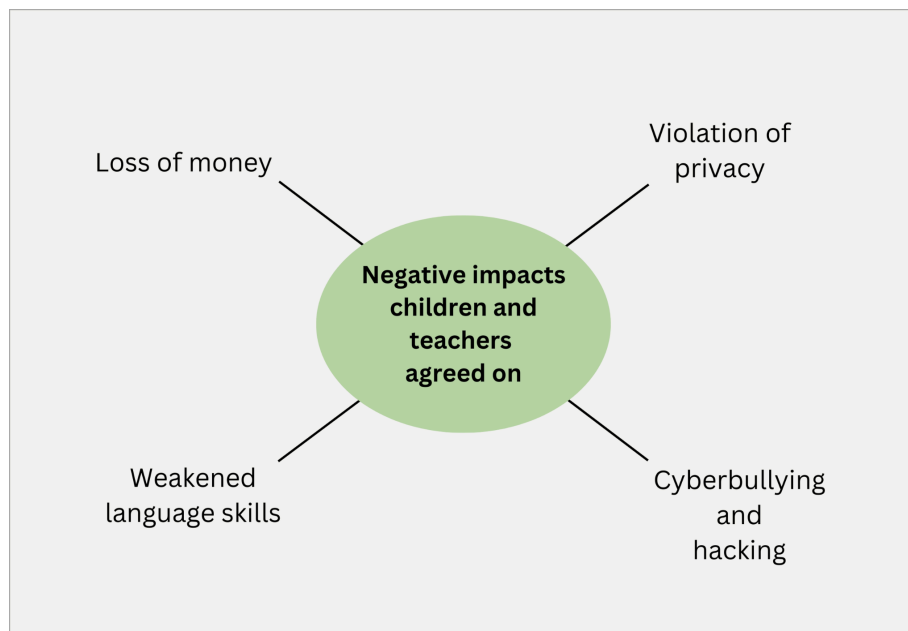 Loss of money
Violation of
privacy
Negative impacts
children and
teachers
agreed on
Weakened
language skills
Cyberbullying
and
hacking